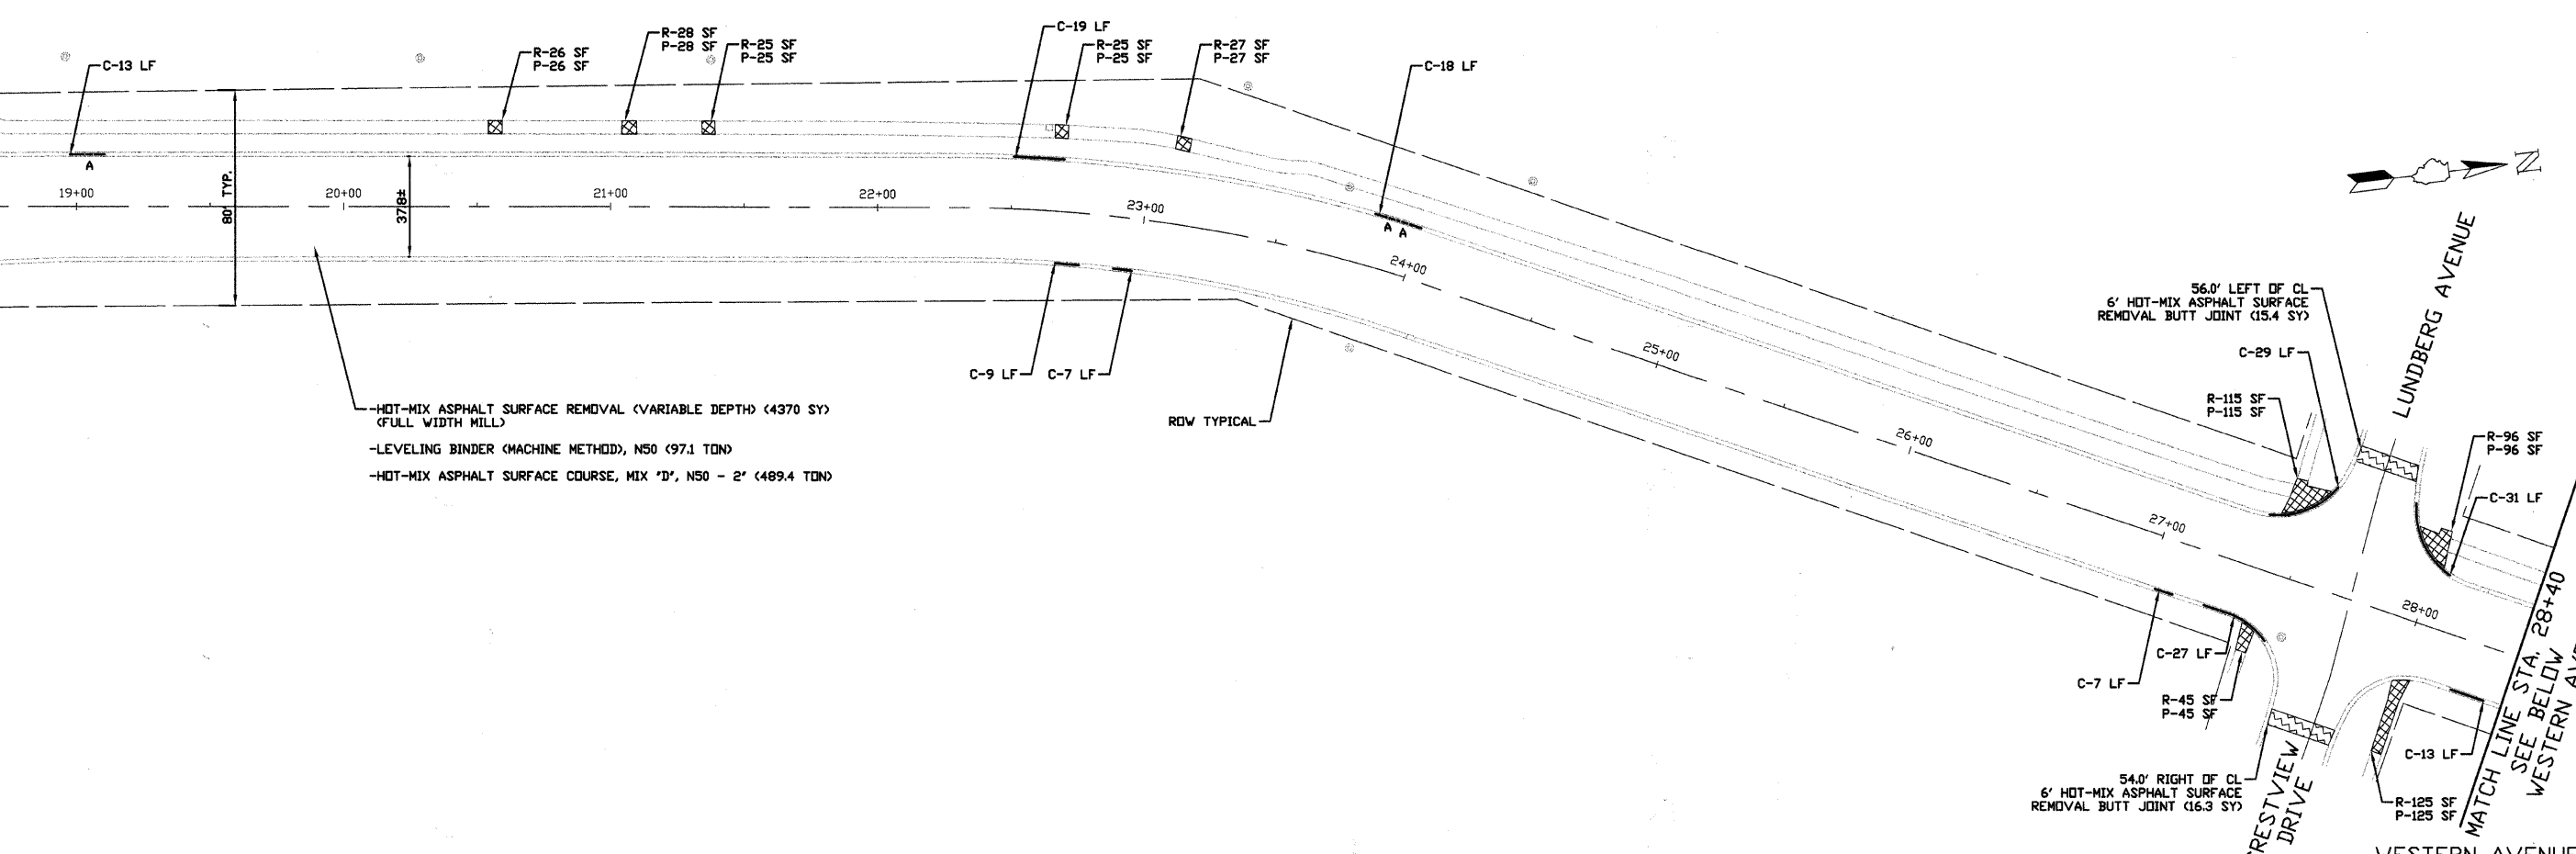 C-13 LF
R-26 SF
P-26 SF
R-28 SF
P-28 SF
R-25 SF
P-25 SF
C-19 LF
R-25 SF
P-25 SF
R-27 SF
P-27 SF
C-18 LF
A
80' TYP.
37.8±
19+00
20+00
21+00
22+00
23+00
24+00
25+00
26+00
27+00
28+00
A A
N
LUNDBERG AVENUE
56.0' LEFT OF CL
6' HOT-MIX ASPHALT SURFACE
REMOVAL BUTT JOINT (15.4 SY)
C-29 LF
R-115 SF
P-115 SF
R-96 SF
P-96 SF
C-31 LF
C-9 LF
C-7 LF
-HOT-MIX ASPHALT SURFACE REMOVAL (VARIABLE DEPTH) (4370 SY)
(FULL WIDTH MILL)
-LEVELING BINDER (MACHINE METHOD), N50 (97.1 TON)
-HOT-MIX ASPHALT SURFACE COURSE, MIX "D", N50 - 2" (489.4 TON)
ROW TYPICAL
C-27 LF
C-7 LF
R-45 SF
P-45 SF
C-13 LF
R-125 SF
P-125 SF
54.0' RIGHT OF CL
6' HOT-MIX ASPHALT SURFACE
REMOVAL BUTT JOINT (16.3 SY)
RESTVIEW
DRIVE
MATCH LINE STA. 28+40
SEE BELOW
WESTERN AVE
WESTERN AVENUE